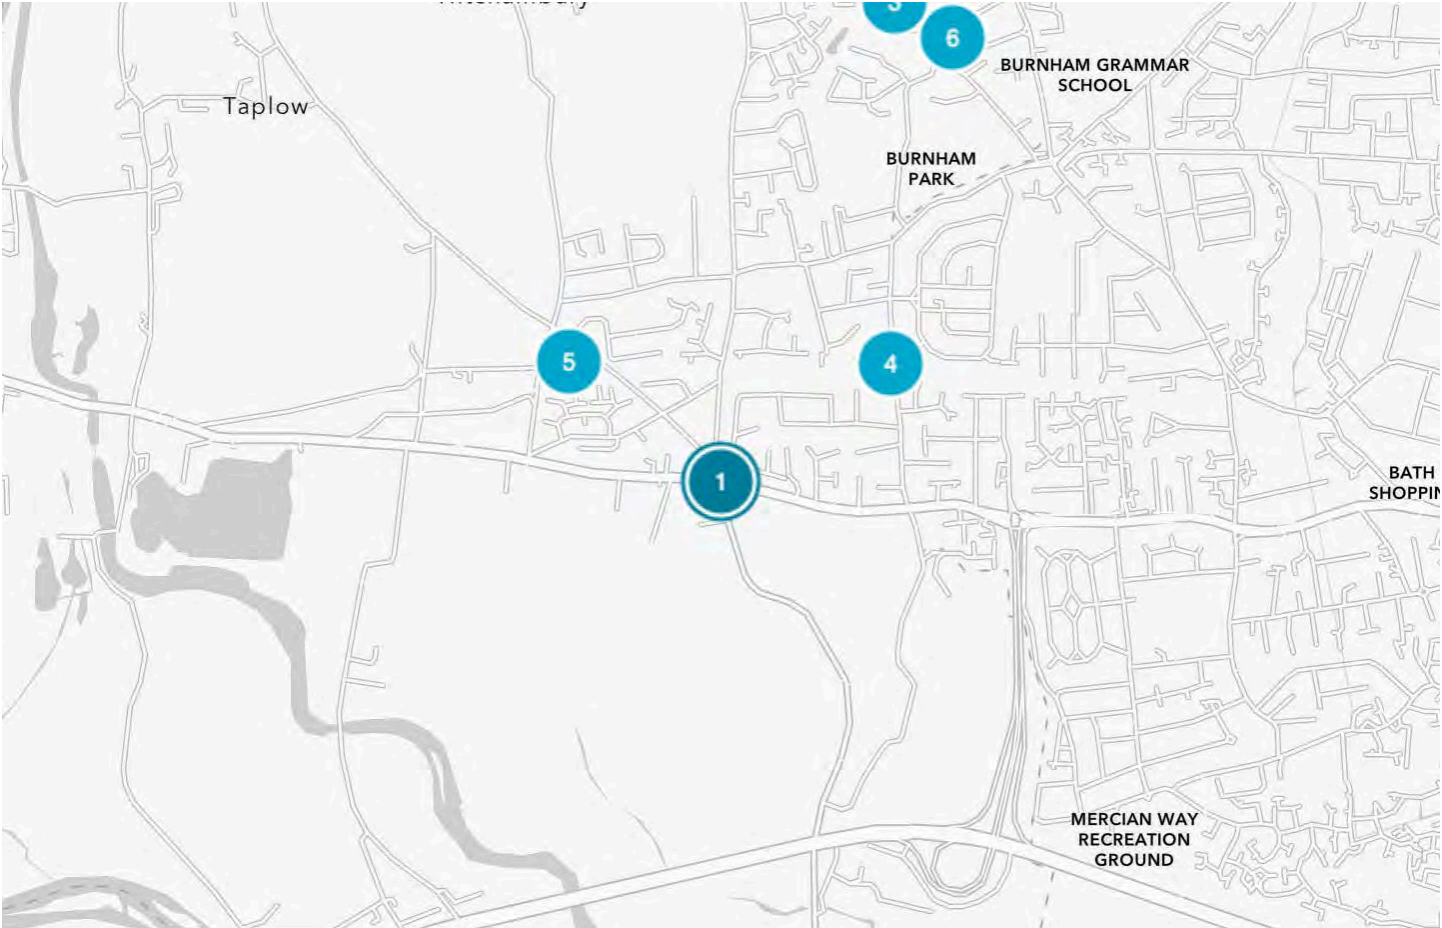 6
BURNHAM GRAMMAR
SCHOOL
Taplow
BURNHAM
PARK
5
4
1
BATH
MERCIAN WAY
RECREATION
GROUND